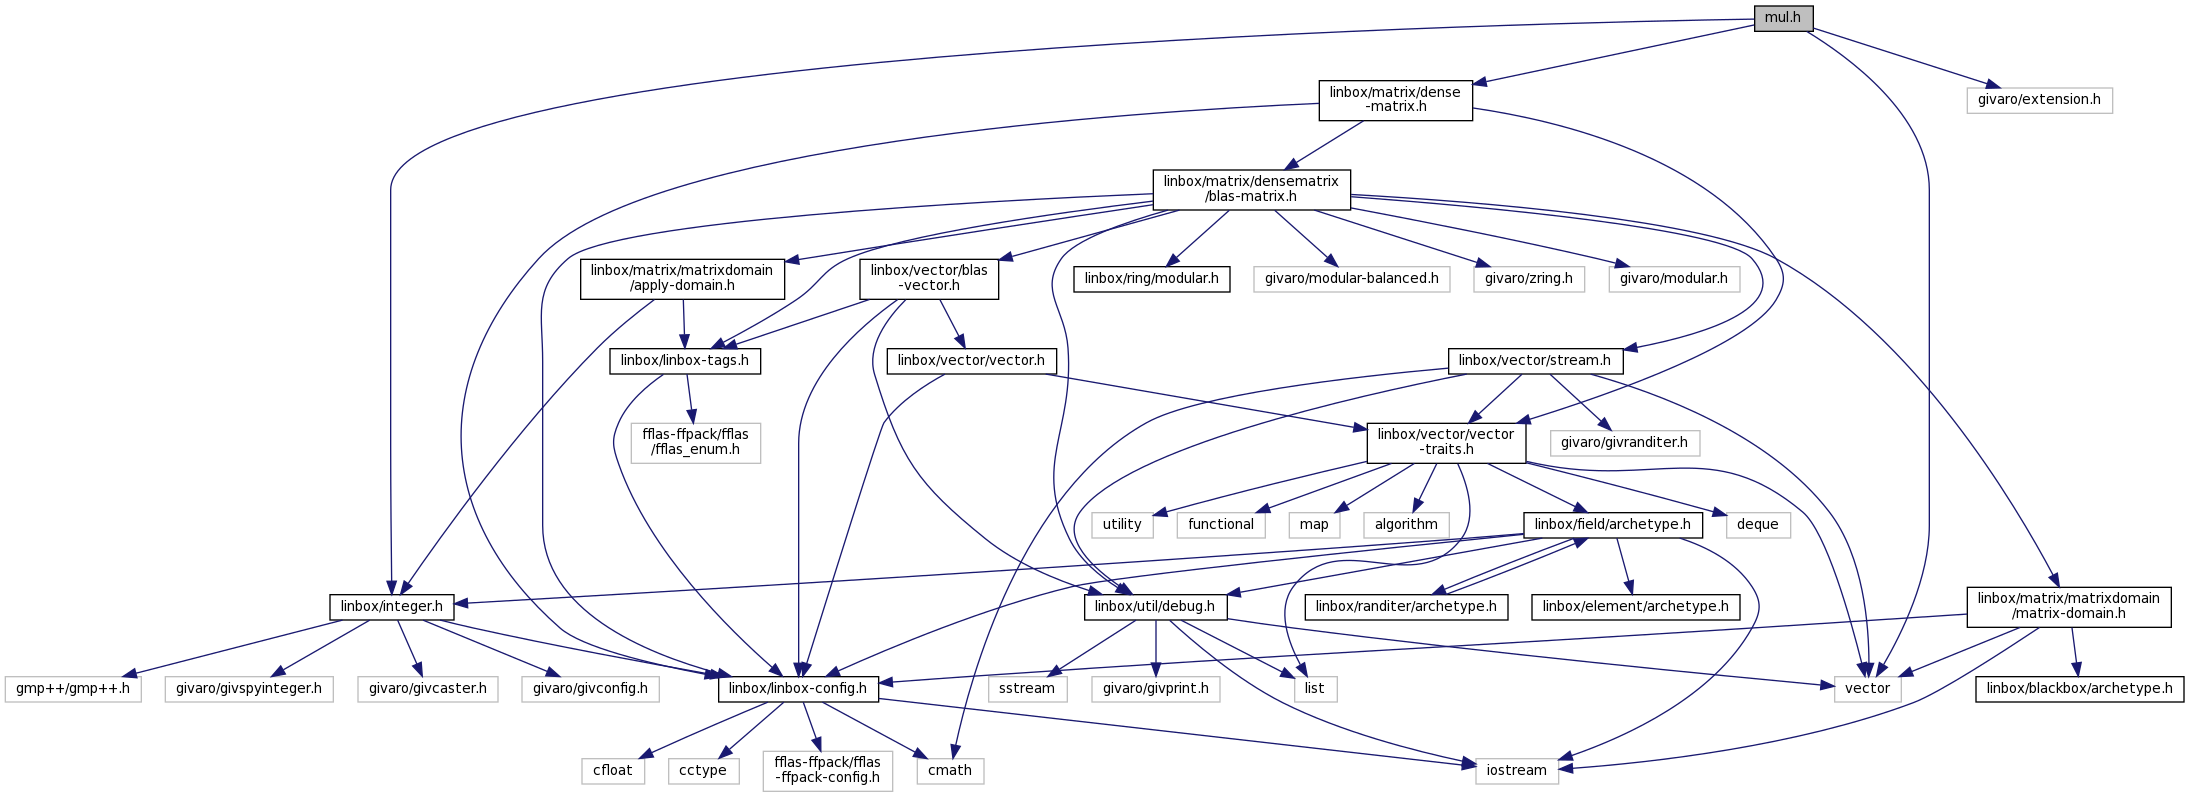 mul.h
linbox/matrix/dense
-matrix.h
givaro/extension.h
linbox/matrix/densematrix
/blas-matrix.h
linbox/matrix/matrixdomain
/apply-domain.h
linbox/vector/blas
-vector.h
linbox/ring/modular.h
givaro/modular-balanced.h
givaro/zring.h
givaro/modular.h
linbox/linbox-tags.h
linbox/vector/vector.h
linbox/vector/stream.h
fflas-ffpack/fflas
/fflas_enum.h
linbox/vector/vector
-traits.h
givaro/givranditer.h
utility
functional
map
algorithm
linbox/field/archetype.h
deque
linbox/integer.h
linbox/util/debug.h
linbox/randiter/archetype.h
linbox/element/archetype.h
linbox/matrix/matrixdomain
/matrix-domain.h
gmp++/gmp++.h
givaro/givspyinteger.h
givaro/givcaster.h
givaro/givconfig.h
linbox/linbox-config.h
sstream
givaro/givprint.h
list
vector
linbox/blackbox/archetype.h
cfloat
cctype
fflas-ffpack/fflas
-ffpack-config.h
cmath
iostream